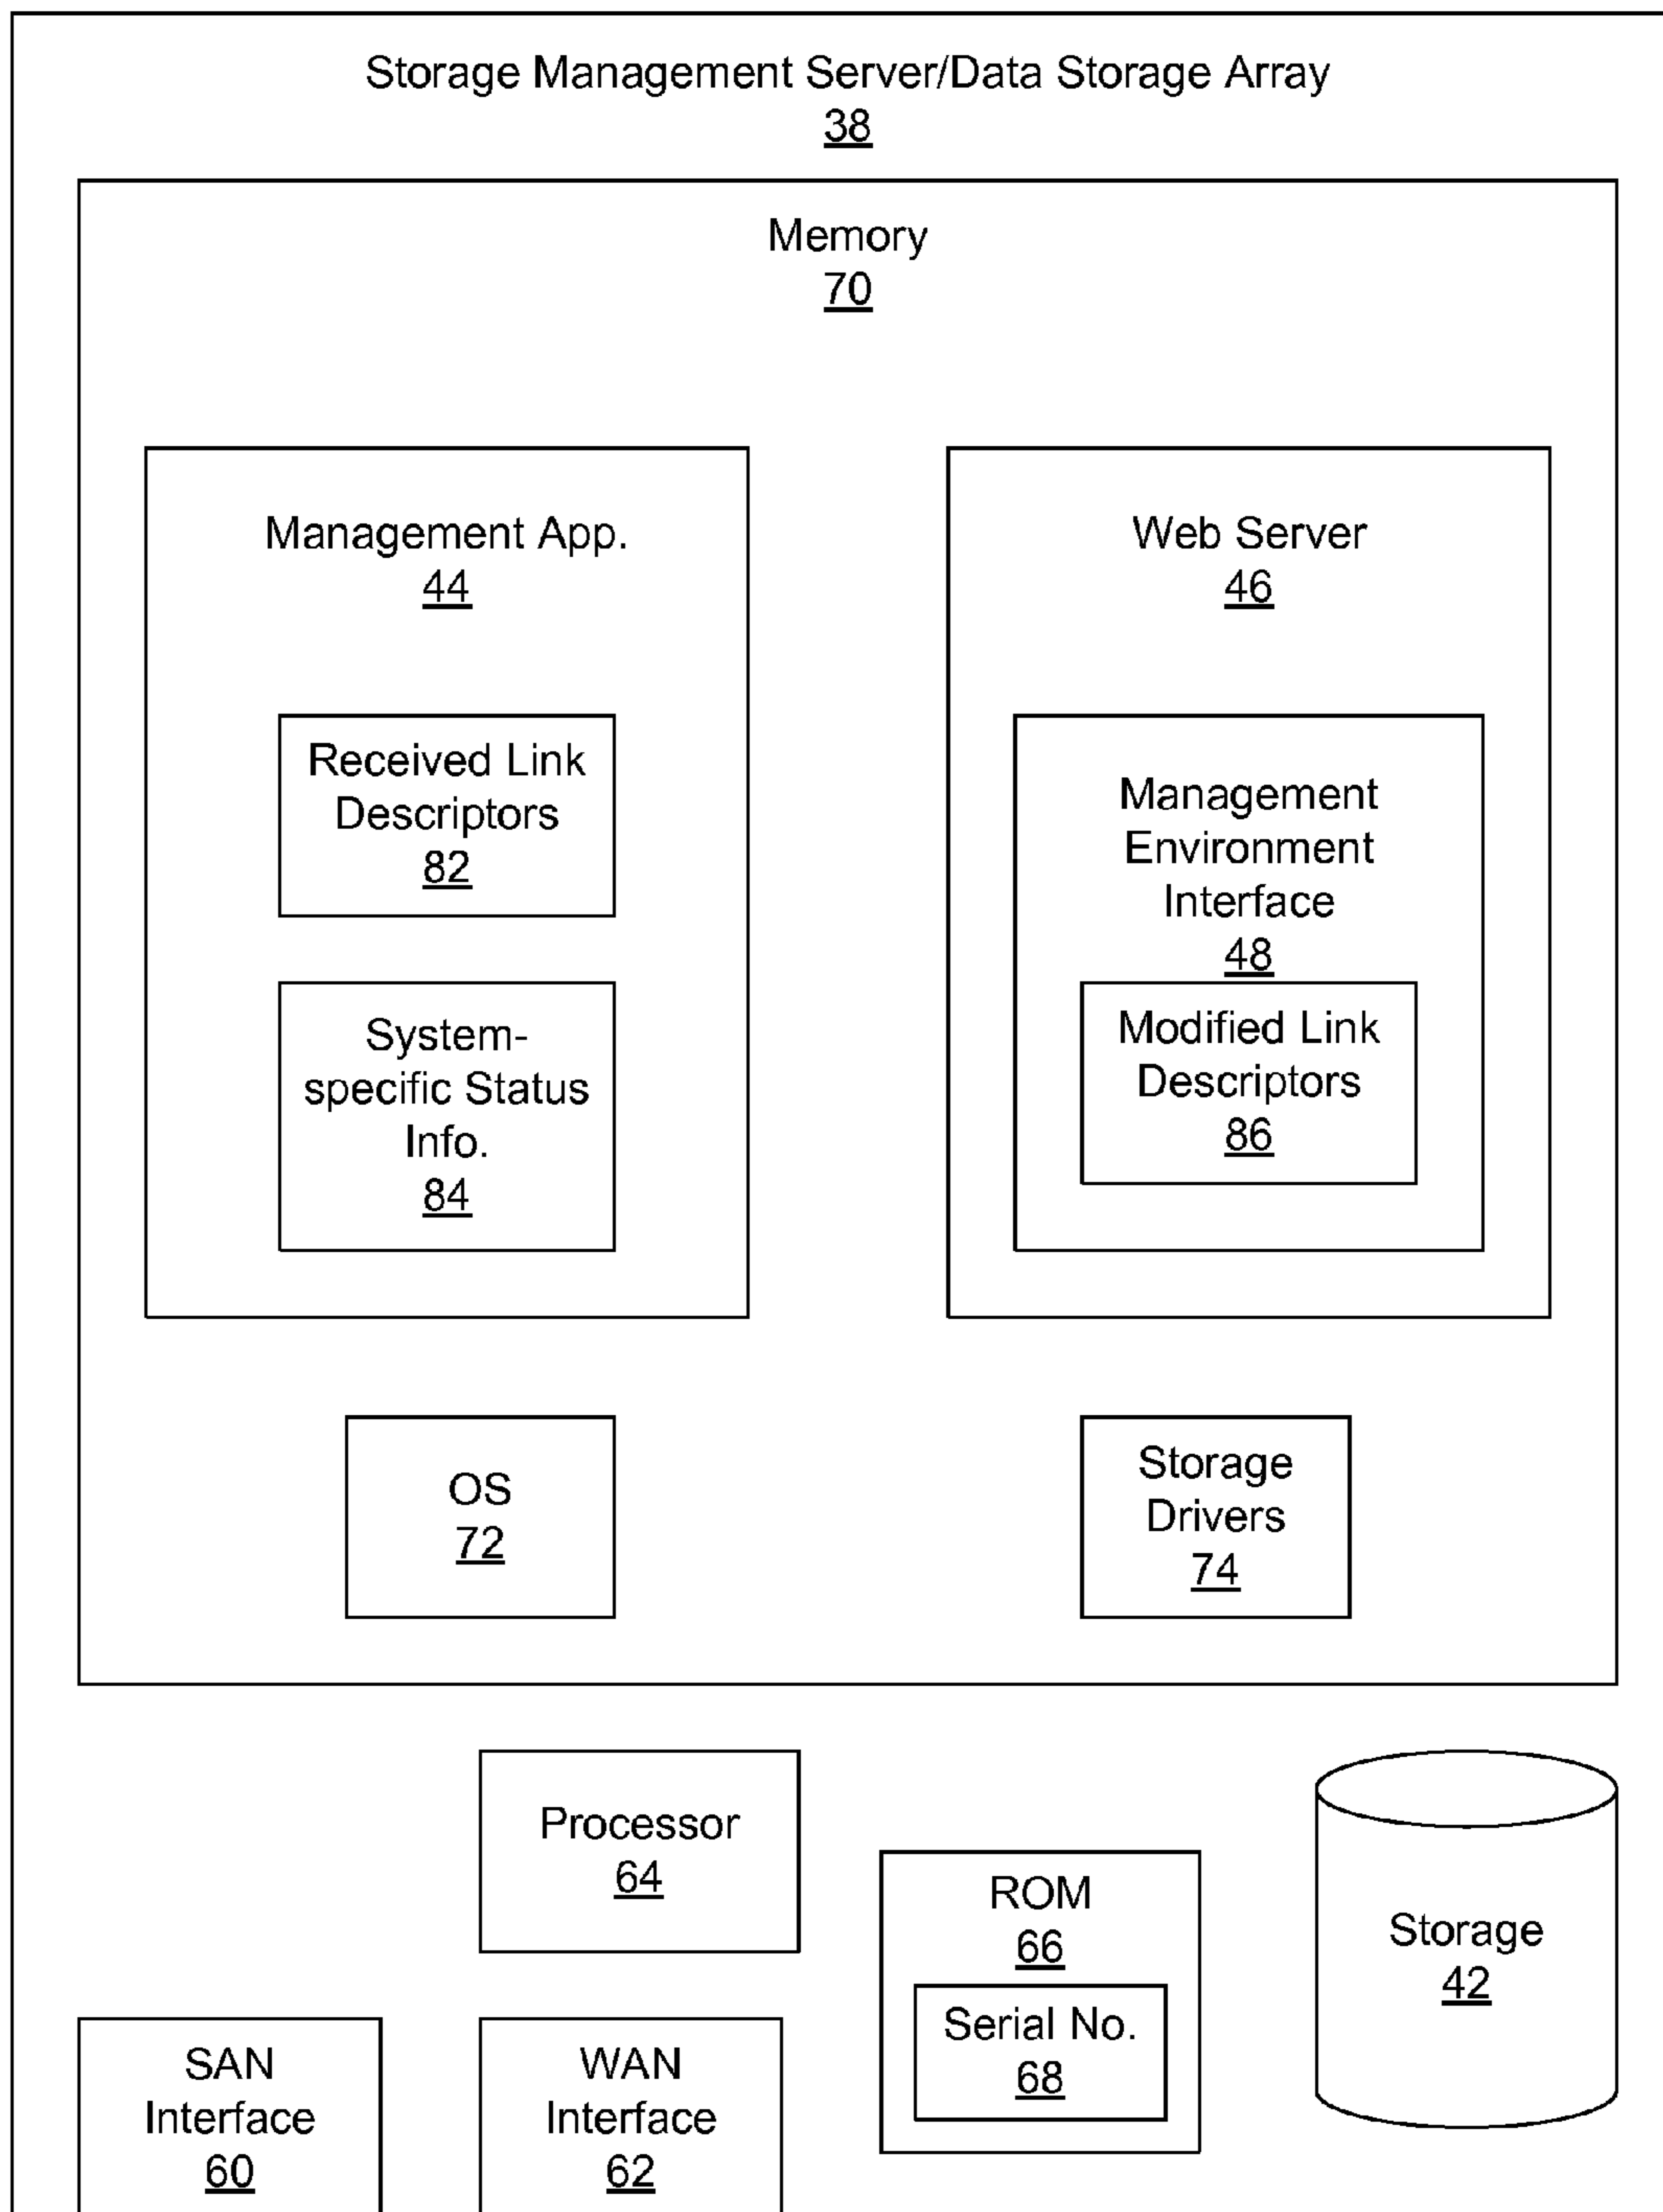 Storage Management Server/Data Storage Array
38
Memory
70
Management App.
44
Received Link
Descriptors
82
System-
specific Status
Info.
84
Web Server
46
Management
Environment
Interface
48
Modified Link
Descriptors
86
OS
72
Storage
Drivers
74
Processor
64
ROM
66
Serial No.
68
Storage
42
SAN
Interface
60
WAN
Interface
62